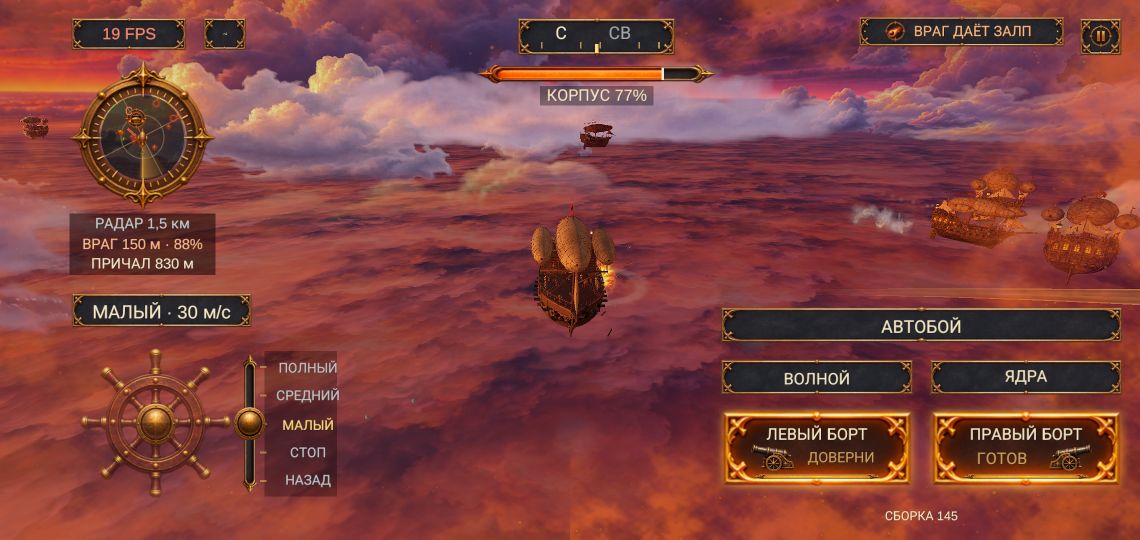 19 FPS
~
С СВ
ВРАГ ДАЁТ ЗАЛП
КОРПУС 77%
РАДАР 1,5 км
ВРАГ 150 м · 88%
ПРИЧАЛ 830 м
МАЛЫЙ · 30 м/с
ПОЛНЫЙ
СРЕДНИЙ
МАЛЫЙ
СТОП
НАЗАД
АВТОБОЙ
ВОЛНОЙ
ЯДРА
ЛЕВЫЙ БОРТ
ДОВЕРНИ
ПРАВЫЙ БОРТ
ГОТОВ
СБОРКА 145